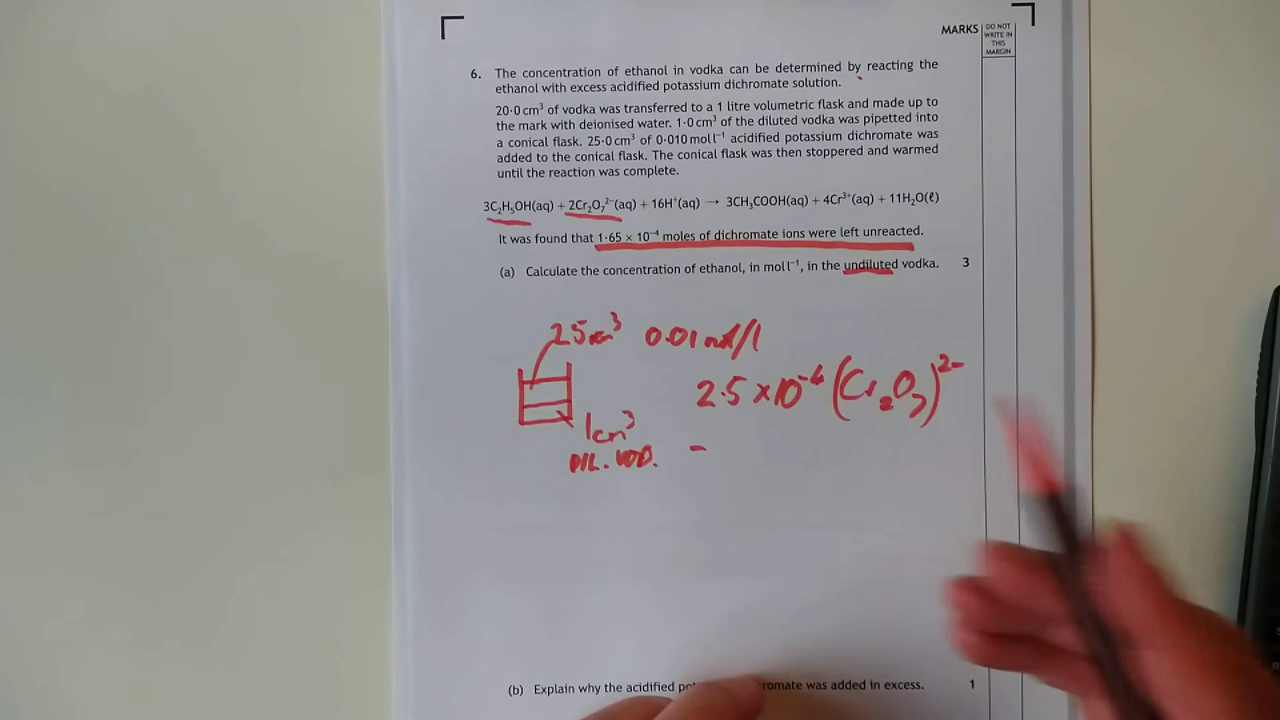 MARKS
DO NOT
WRITE IN
THIS
MARGIN
6. The concentration of ethanol in vodka can be determined by reacting the
ethanol with excess acidified potassium dichromate solution.
20·0 cm³ of vodka was transferred to a 1 litre volumetric flask and made up to
the mark with deionised water. 1·0 cm³ of the diluted vodka was pipetted into
a conical flask. 25·0 cm³ of 0·010 mol l⁻¹ acidified potassium dichromate was
added to the conical flask. The conical flask was then stoppered and warmed
until the reaction was complete.
3C₂H₅OH(aq) + 2Cr₂O₇²⁻(aq) + 16H⁺(aq) → 3CH₃COOH(aq) + 4Cr³⁺(aq) + 11H₂O(ℓ)
It was found that 1·65 × 10⁻⁴ moles of dichromate ions were left unreacted.
(a) Calculate the concentration of ethanol, in mol l⁻¹, in the undiluted vodka. 3
25cm³ 0.01 mol/l
2.5 × 10⁻⁴ (Cr₂O₇)²⁻
1cm³
DIL. VOD. –
(b) Explain why the acidified was added in excess. 1